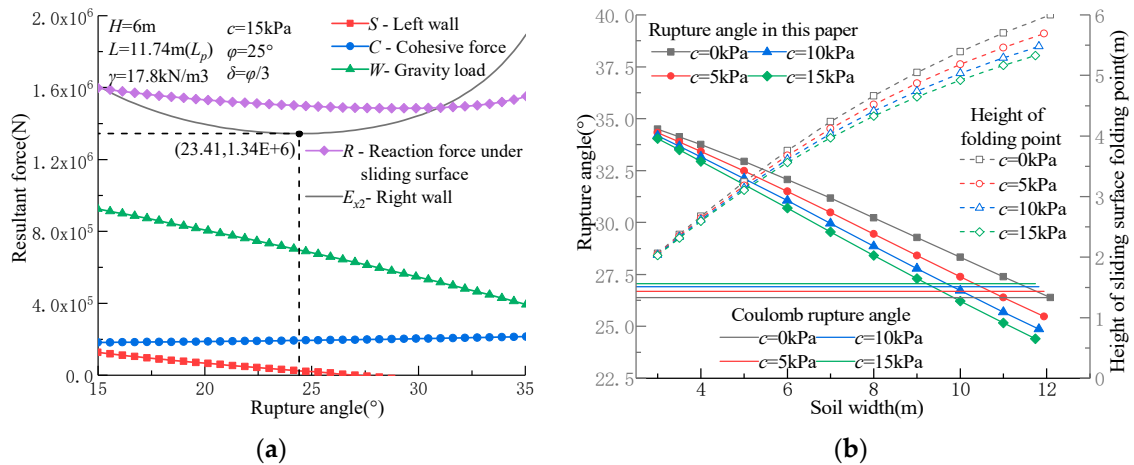 2.0x10⁶
1.6x10⁶
1.2x10⁶
8.0x10⁵
4.0x10⁵
0.0
Resultant force(N)
H=6m
L=11.74m(Lₚ)
γ=17.8kN/m3
c=15kPa
φ=25°
δ=φ/3
S - Left wall
C - Cohesive force
W- Gravity load
(23.41,1.34E+6)
R - Reaction force under
sliding surface
Eₓ₂- Right wall
15 20 25 30 35
Rupture angle(°)
(a)
40.0
37.5
35.0
32.5
30.0
27.5
25.0
22.5
Rupture angle(°)
Rupture angle in this paper
c=0kPa c=10kPa
c=5kPa c=15kPa
Height of
folding point
c=0kPa
c=5kPa
c=10kPa
c=15kPa
Coulomb rupture angle
c=0kPa c=10kPa
c=5kPa c=15kPa
4 6 8 10 12
Soil width(m)
6
5
4
3
2
1
0
Height of sliding surface folding point(m)
(b)